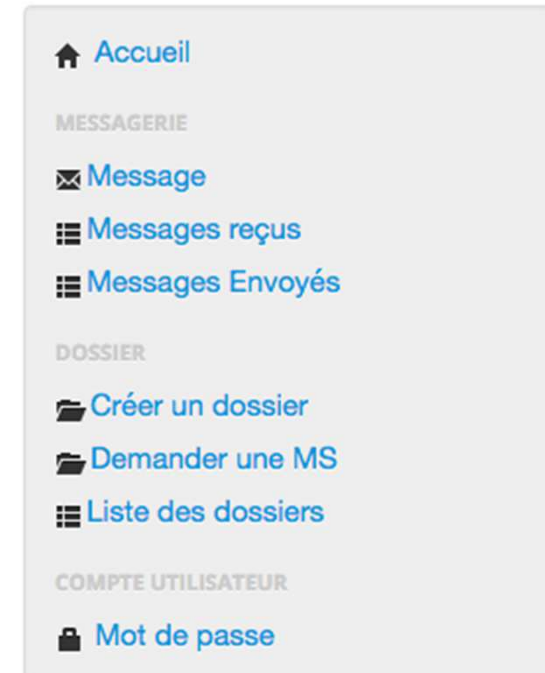 Accueil
MESSAGERIE
Message
Messages reçus
Messages Envoyés
DOSSIER
Créer un dossier
Demander une MS
Liste des dossiers
COMPTE UTILISATEUR
Mot de passe